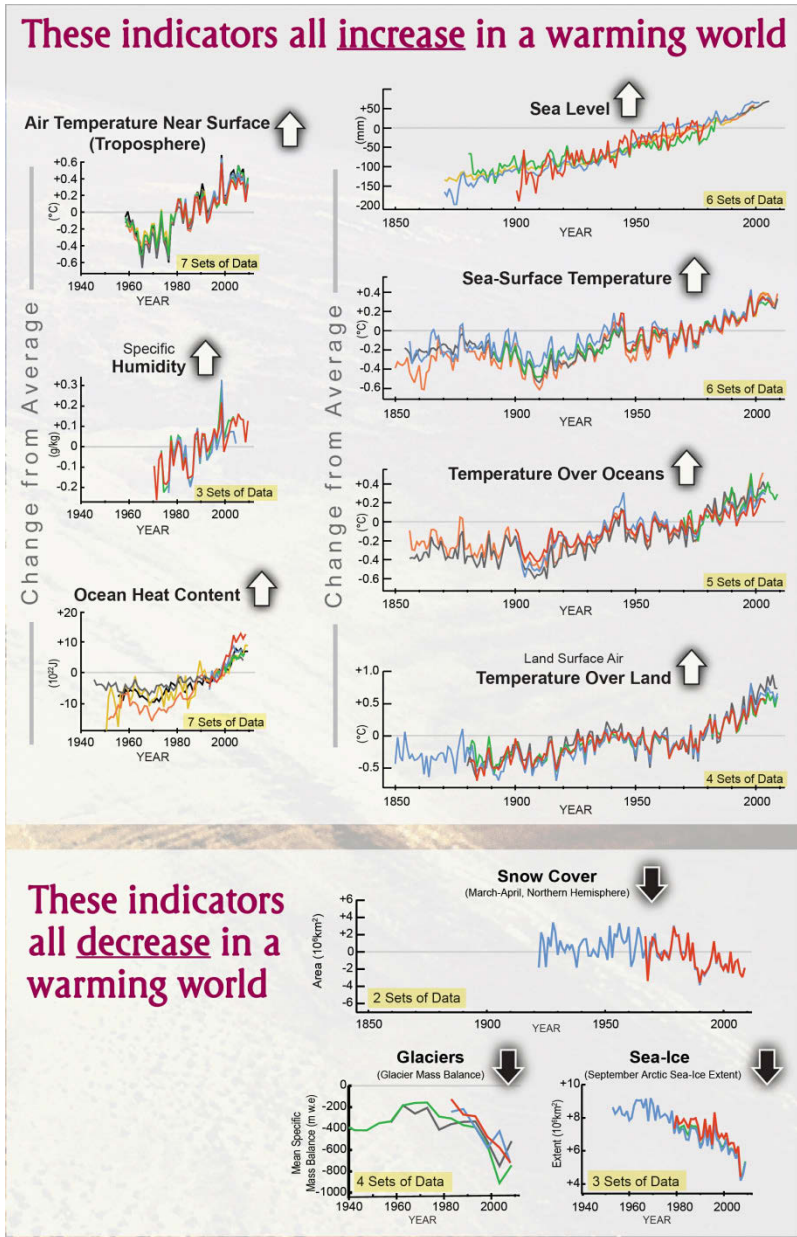 These indicators all increase in a warming world
Air Temperature Near Surface
(Troposphere)
+0.6
+0.4
+0.2
0
-0.2
-0.4
-0.6
(°C)
7 Sets of Data
1940 1960 1980 2000
YEAR
Specific
Humidity
+0.3
+0.2
+0.1
0
-0.1
-0.2
(g/kg)
3 Sets of Data
1940 1960 1980 2000
YEAR
Ocean Heat Content
+20
+10
0
-10
(10²²J)
7 Sets of Data
1940 1960 1980 2000
YEAR
Change from Average
Sea Level
+50
0
-50
-100
-150
-200
(mm)
6 Sets of Data
1850 1900 1950 2000
YEAR
Sea-Surface Temperature
+0.4
+0.2
0
-0.2
-0.4
-0.6
(°C)
6 Sets of Data
1850 1900 1950 2000
YEAR
Temperature Over Oceans
+0.4
+0.2
0
-0.2
-0.4
-0.6
(°C)
5 Sets of Data
1850 1900 1950 2000
YEAR
Land Surface Air
Temperature Over Land
+1.0
+0.5
0
-0.5
(°C)
4 Sets of Data
1850 1900 1950 2000
YEAR
Change from Average
These indicators
all decrease in a
warming world
Snow Cover
(March-April, Northern Hemisphere)
+6
+4
+2
0
-2
-4
-6
Area (10⁶km²)
2 Sets of Data
1850 1900 1950 2000
YEAR
Glaciers
(Glacier Mass Balance)
0
-200
-400
-600
-800
-1000
Mean Specific
Mass Balance (m w.e)
4 Sets of Data
1940 1960 1980 2000
YEAR
Sea-Ice
(September Arctic Sea-Ice Extent)
+10
+8
+6
+4
Extent (10⁶km²)
3 Sets of Data
1940 1960 1980 2000
YEAR